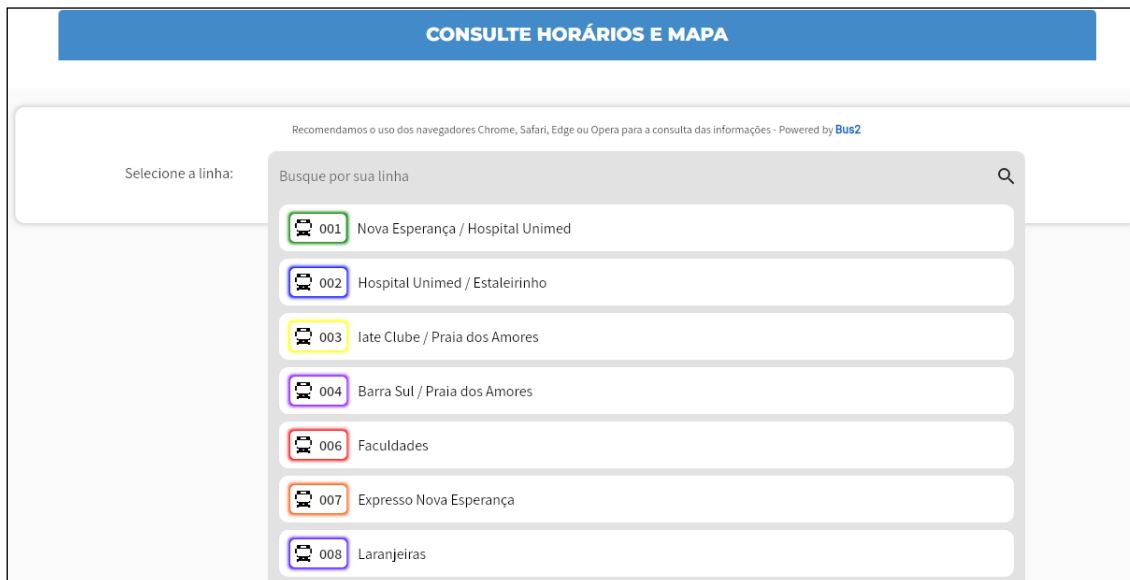 CONSULTE HORÁRIOS E MAPA
Recomendamos o uso dos navegadores Chrome, Safari, Edge ou Opera para a consulta das informações - Powered by Bus2
Selecione a linha:
Busque por sua linha
001 Nova Esperança / Hospital Unimed
002 Hospital Unimed / Estaleirinho
003 Iate Clube / Praia dos Amores
004 Barra Sul / Praia dos Amores
006 Faculdades
007 Expresso Nova Esperança
008 Laranjeiras